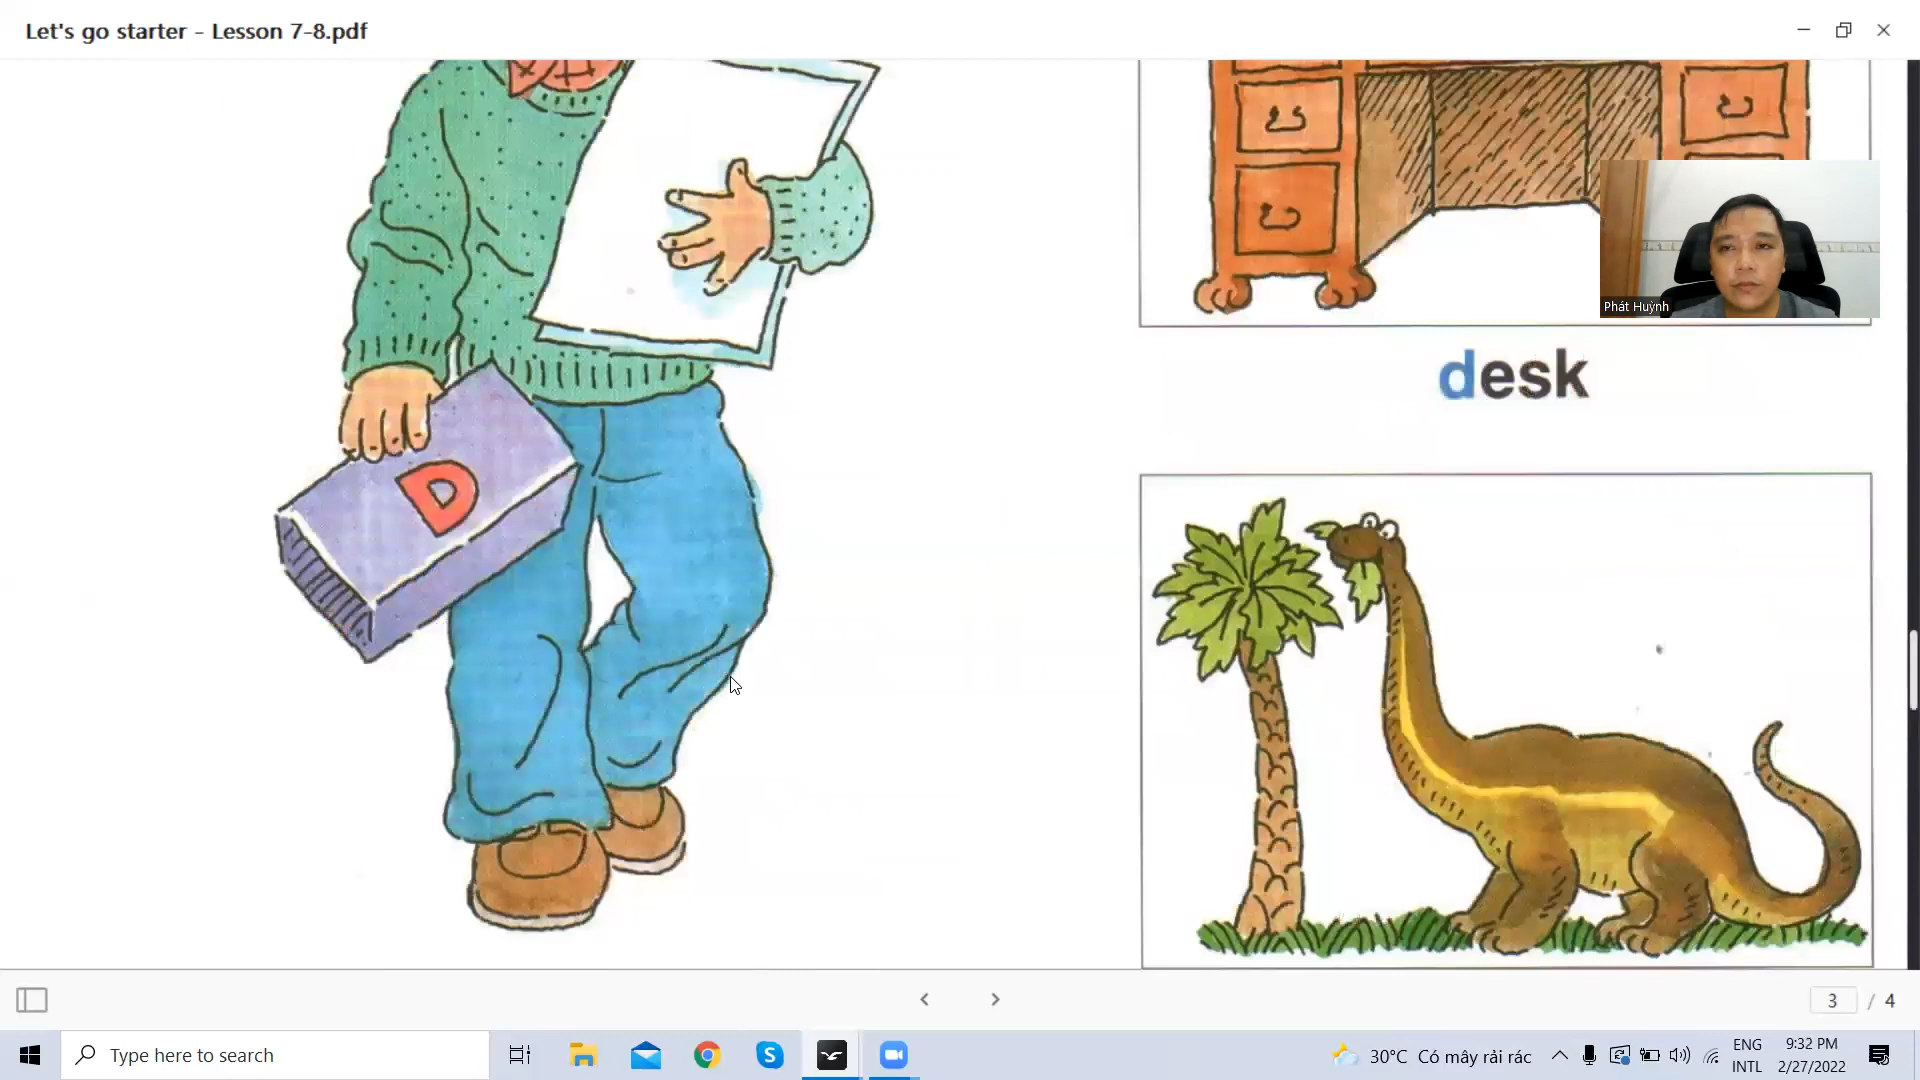 Let's go starter - Lesson 7-8.pdf
Phát Huỳnh
desk
D
3 / 4
Type here to search
30°C Có mây rải rác
ENG
INTL
9:32 PM
2/27/2022